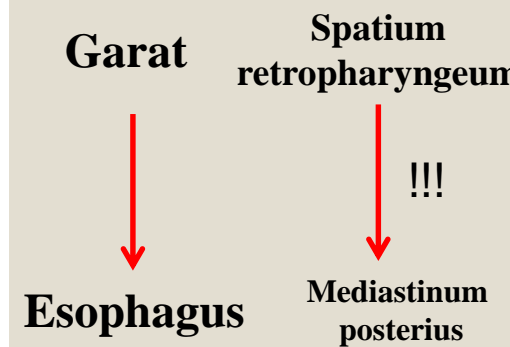 Garat
Spatium
retropharyngeum
!!!
Esophagus
Mediastinum
posterius